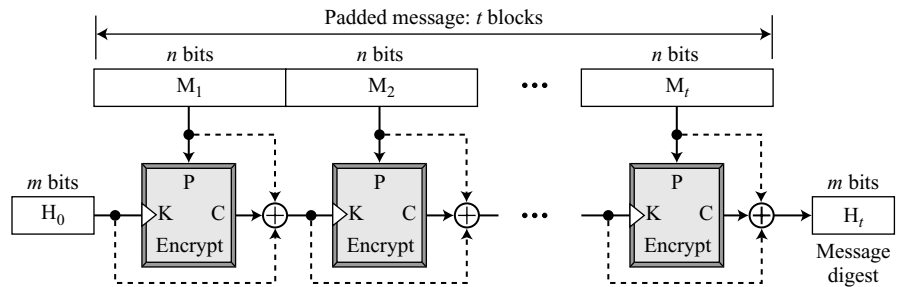 Padded message: t blocks
n bits n bits n bits
M₁ M₂ ••• Mₜ
m bits P P P m bits
H₀ K C K C ••• K C Hₜ
Encrypt Encrypt Encrypt
Message
digest